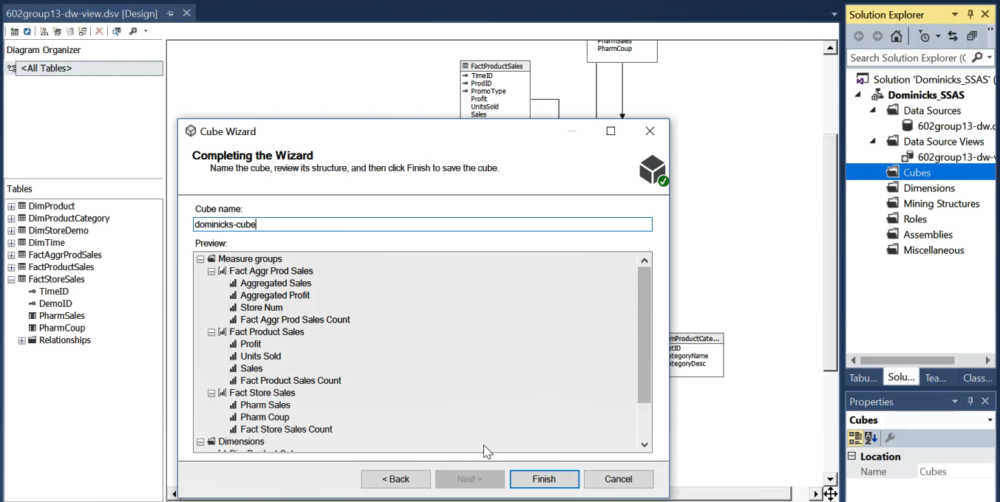 602group13-dw-view.dsv [Design]
Diagram Organizer
<All Tables>
Tables
DimProduct
DimProductCategory
DimStoreDemo
DimTime
FactAggrProdSales
FactProductSales
FactStoreSales
TimeID
DemoID
PharmSales
PharmCoup
Relationships
PharmSales
PharmCoup
FactProductSales
TimeID
ProdID
PromoType
Profit
UnitsSold
Sales
Cube Wizard
Completing the Wizard
Name the cube, review its structure, and then click Finish to save the cube.
Cube name:
dominicks-cube
Preview:
Measure groups
Fact Aggr Prod Sales
Aggregated Sales
Aggregated Profit
Store Num
Fact Aggr Prod Sales Count
Fact Product Sales
Profit
Units Sold
Sales
Fact Product Sales Count
Fact Store Sales
Pharm Sales
Pharm Coup
Fact Store Sales Count
Dimensions
< Back
Next >
Finish
Cancel
mProductCate...
tID
ategoryName
ategoryDesc
Solution Explorer
Search Solution Explorer (C
Solution 'Dominicks_SSAS' (
Dominicks_SSAS
Data Sources
602group13-dw.d
Data Source Views
602group13-dw-v
Cubes
Dimensions
Mining Structures
Roles
Assemblies
Miscellaneous
Tabu... Solu... Tea... Class...
Properties
Cubes
Location
Name Cubes